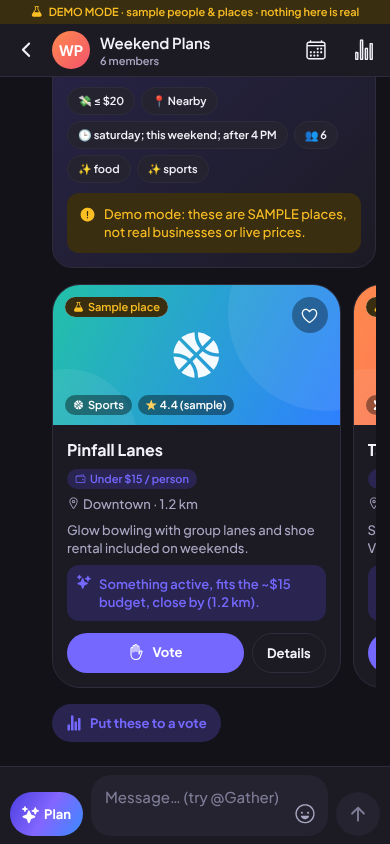 DEMO MODE · sample people & places · nothing here is real
WP
Weekend Plans
6 members
💸 ≤ $20
📍 Nearby
🕒 saturday; this weekend; after 4 PM
👥 6
✨ food
✨ sports
Demo mode: these are SAMPLE places,
not real businesses or live prices.
Sample place
Sports
4.4 (sample)
Pinfall Lanes
Under $15 / person
Downtown · 1.2 km
Glow bowling with group lanes and shoe
rental included on weekends.
Something active, fits the ~$15
budget, close by (1.2 km).
Vote
Details
Put these to a vote
Plan
Message... (try @Gather)